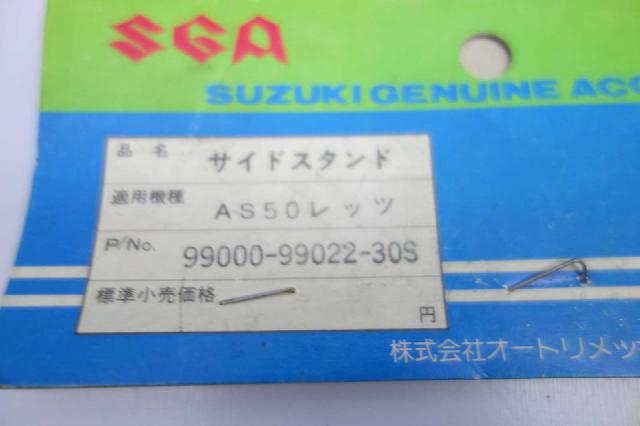 SGA
SUZUKI GENUINE
品名 サイドスタンド
適用機種 AS50レッツ
P/No. 99000-99022-30S
標準小売価格 円
株式会社オートリメッ